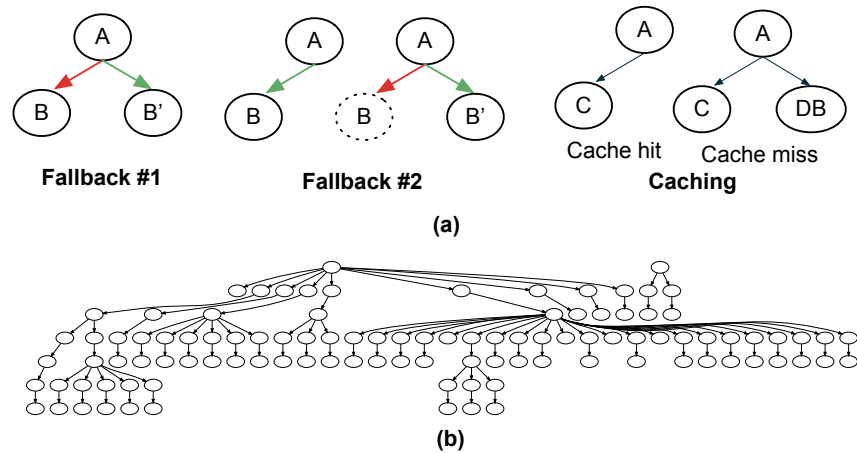 A A A A A
B B' B B B' C C DB
Cache hit Cache miss
Fallback #1 Fallback #2 Caching
(a)
(b)